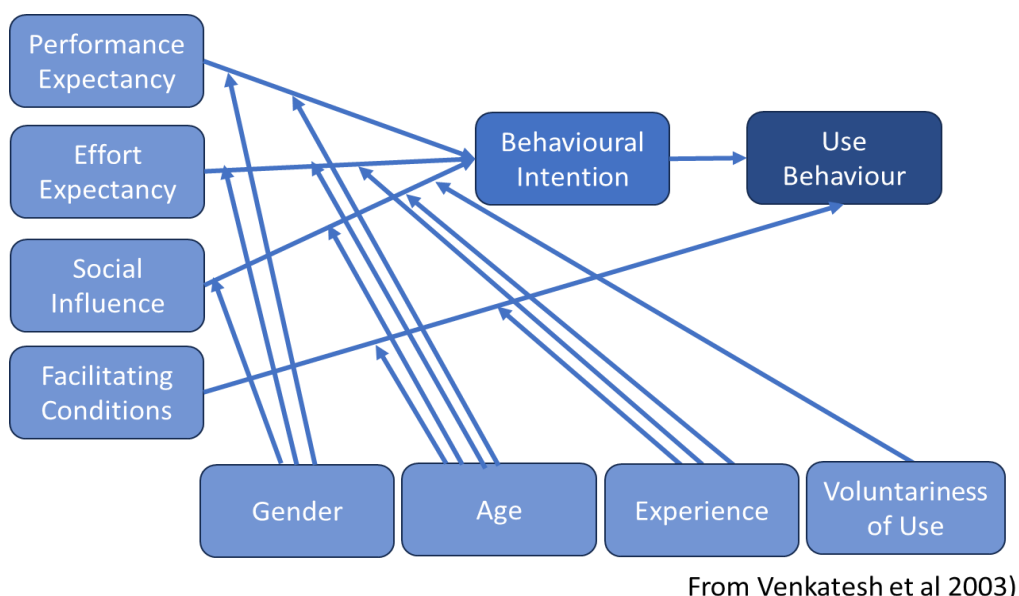 Performance
Expectancy
Effort
Expectancy
Social
Influence
Facilitating
Conditions
Behavioural
Intention
Use
Behaviour
Gender
Age
Experience
Voluntariness
of Use
From Venkatesh et al 2003)